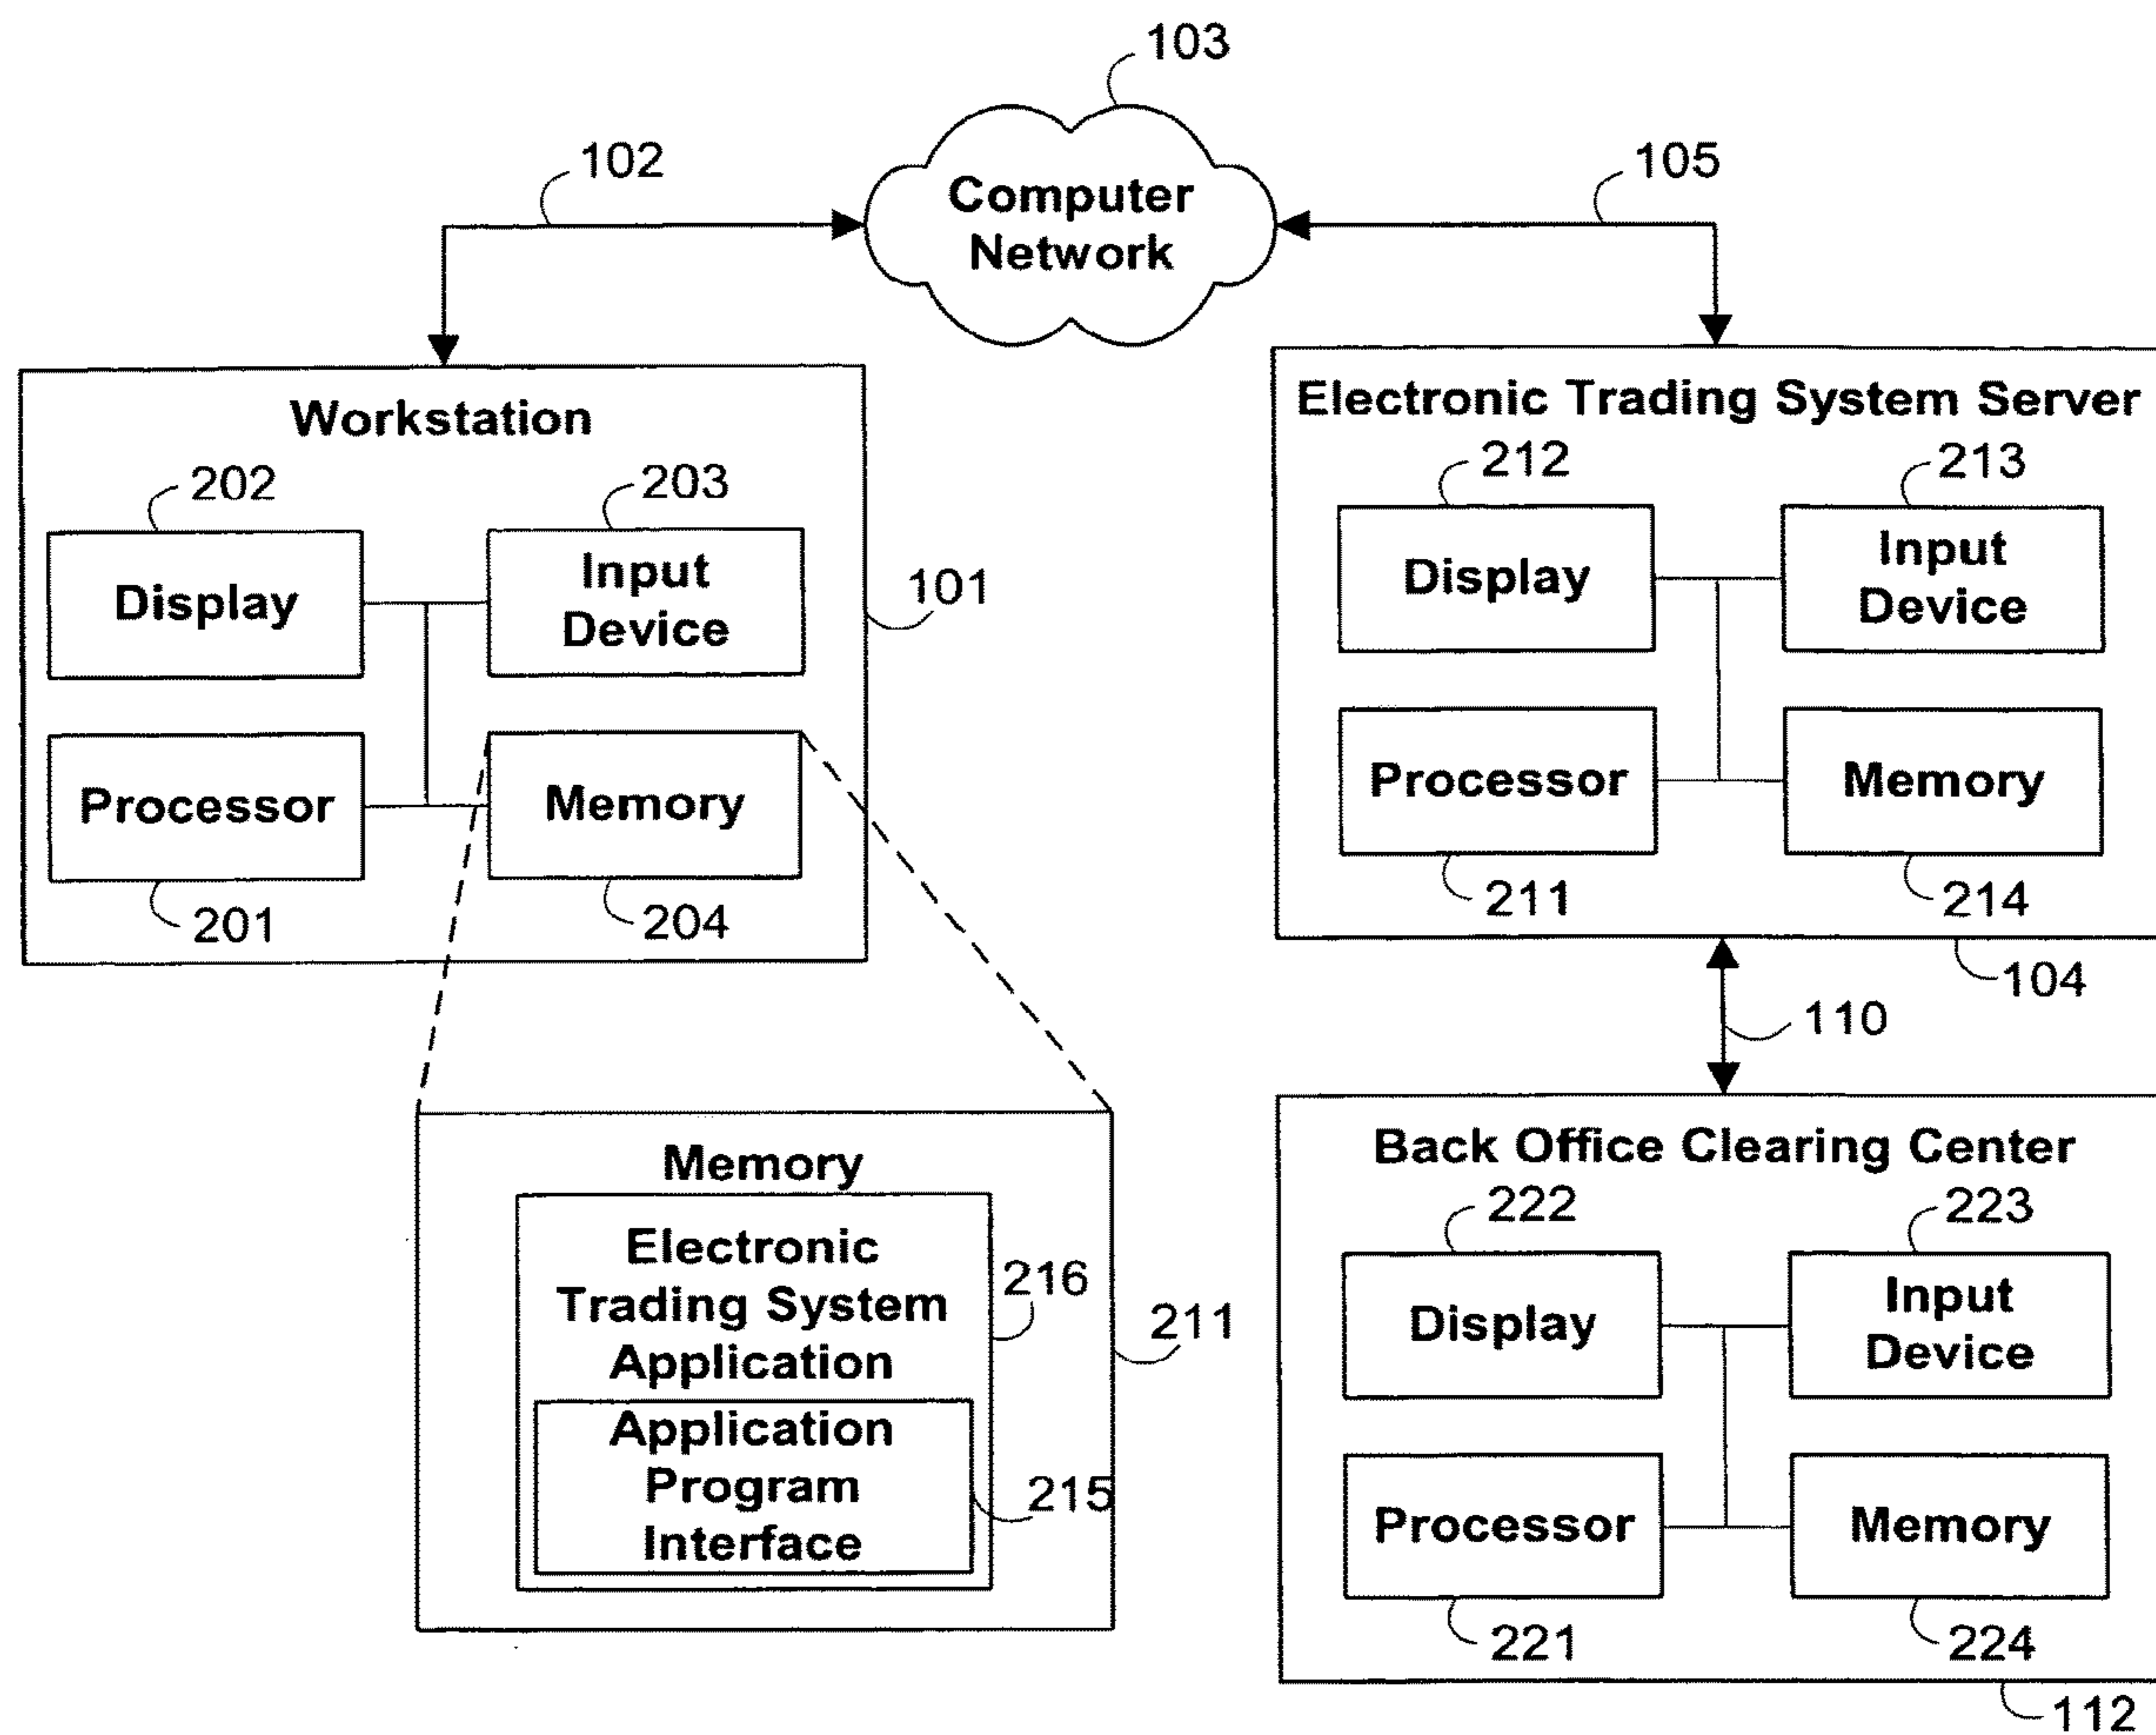 103
102
105
Computer
Network
Workstation
202
203
Display
Input
Device
101
Processor
Memory
201
204
Electronic Trading System Server
212
213
Display
Input
Device
Processor
Memory
211
214
104
110
Memory
Electronic
Trading System
Application
216
211
Application
Program
Interface
215
Back Office Clearing Center
222
223
Display
Input
Device
Processor
Memory
221
224
112